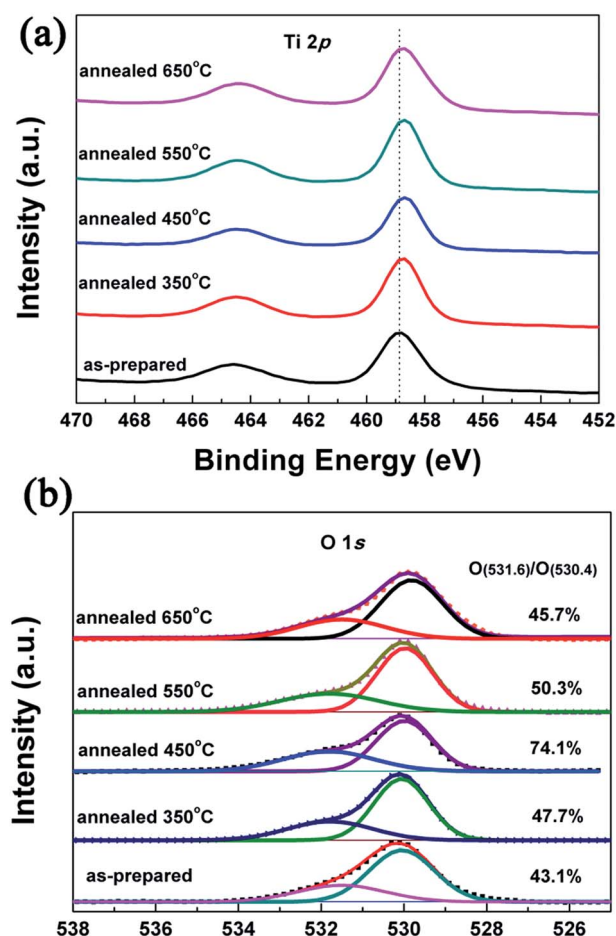 (a)
Ti 2p
annealed 650°C
annealed 550°C
annealed 450°C
annealed 350°C
as-prepared
Intensity (a.u.)
470 468 466 464 462 460 458 456 454 452
Binding Energy (eV)
(b)
O 1s
O(531.6)/O(530.4)
annealed 650°C 45.7%
annealed 550°C 50.3%
annealed 450°C 74.1%
annealed 350°C 47.7%
as-prepared 43.1%
Intensity (a.u.)
538 536 534 532 530 528 526